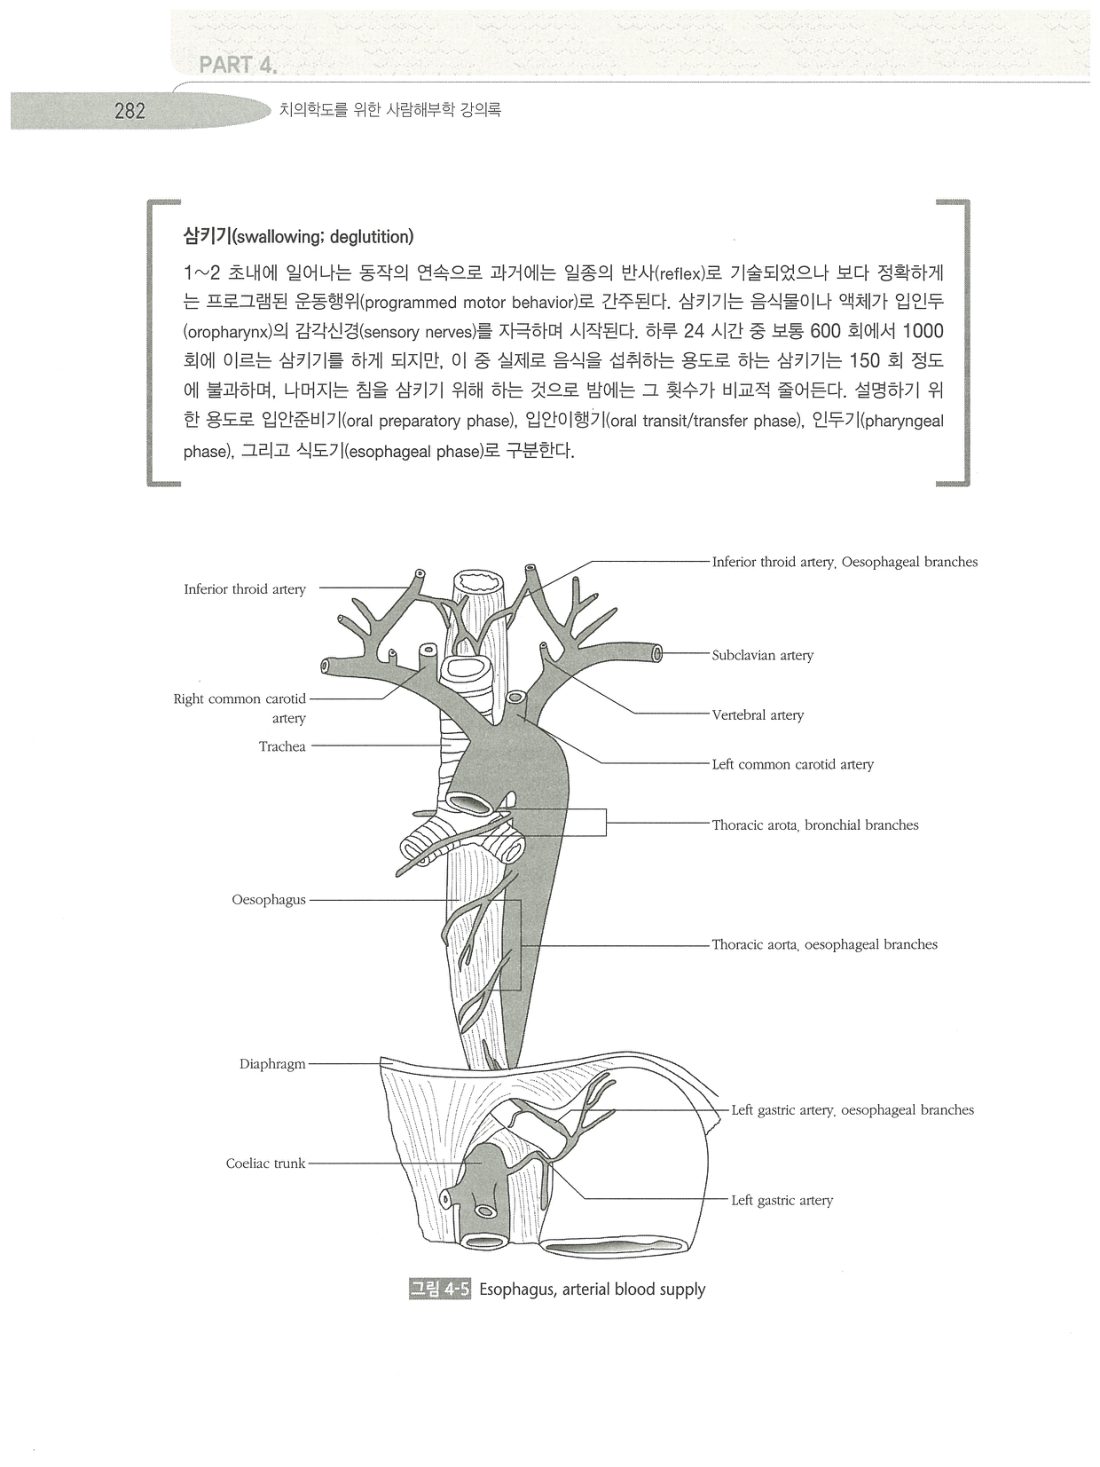 PART 4.
282
치의학도를 위한 사람해부학 강의록
삼키기(swallowing; deglutition)
1～2 초내에 일어나는 동작의 연속으로 과거에는 일종의 반사(reflex)로 기술되었으나 보다 정확하게
는 프로그램된 운동행위(programmed motor behavior)로 간주된다. 삼키기는 음식물이나 액체가 입인두
(oropharynx)의 감각신경(sensory nerves)를 자극하며 시작된다. 하루 24 시간 중 보통 600 회에서 1000
회에 이르는 삼키기를 하게 되지만, 이 중 실제로 음식을 섭취하는 용도로 하는 삼키기는 150 회 정도
에 불과하며, 나머지는 침을 삼키기 위해 하는 것으로 밤에는 그 횟수가 비교적 줄어든다. 설명하기 위
한 용도로 입안준비기(oral preparatory phase), 입안이행기(oral transit/transfer phase), 인두기(pharyngeal
phase), 그리고 식도기(esophageal phase)로 구분한다.
Inferior throid artery, Oesophageal branches
Inferior throid artery
Subclavian artery
Right common carotid
artery
Vertebral artery
Trachea
Left common carotid artery
Thoracic arota, bronchial branches
Oesophagus
Thoracic aorta, oesophageal branches
Diaphragm
Left gastric artery, oesophageal branches
Coeliac trunk
Left gastric artery
그림 4-5 Esophagus, arterial blood supply